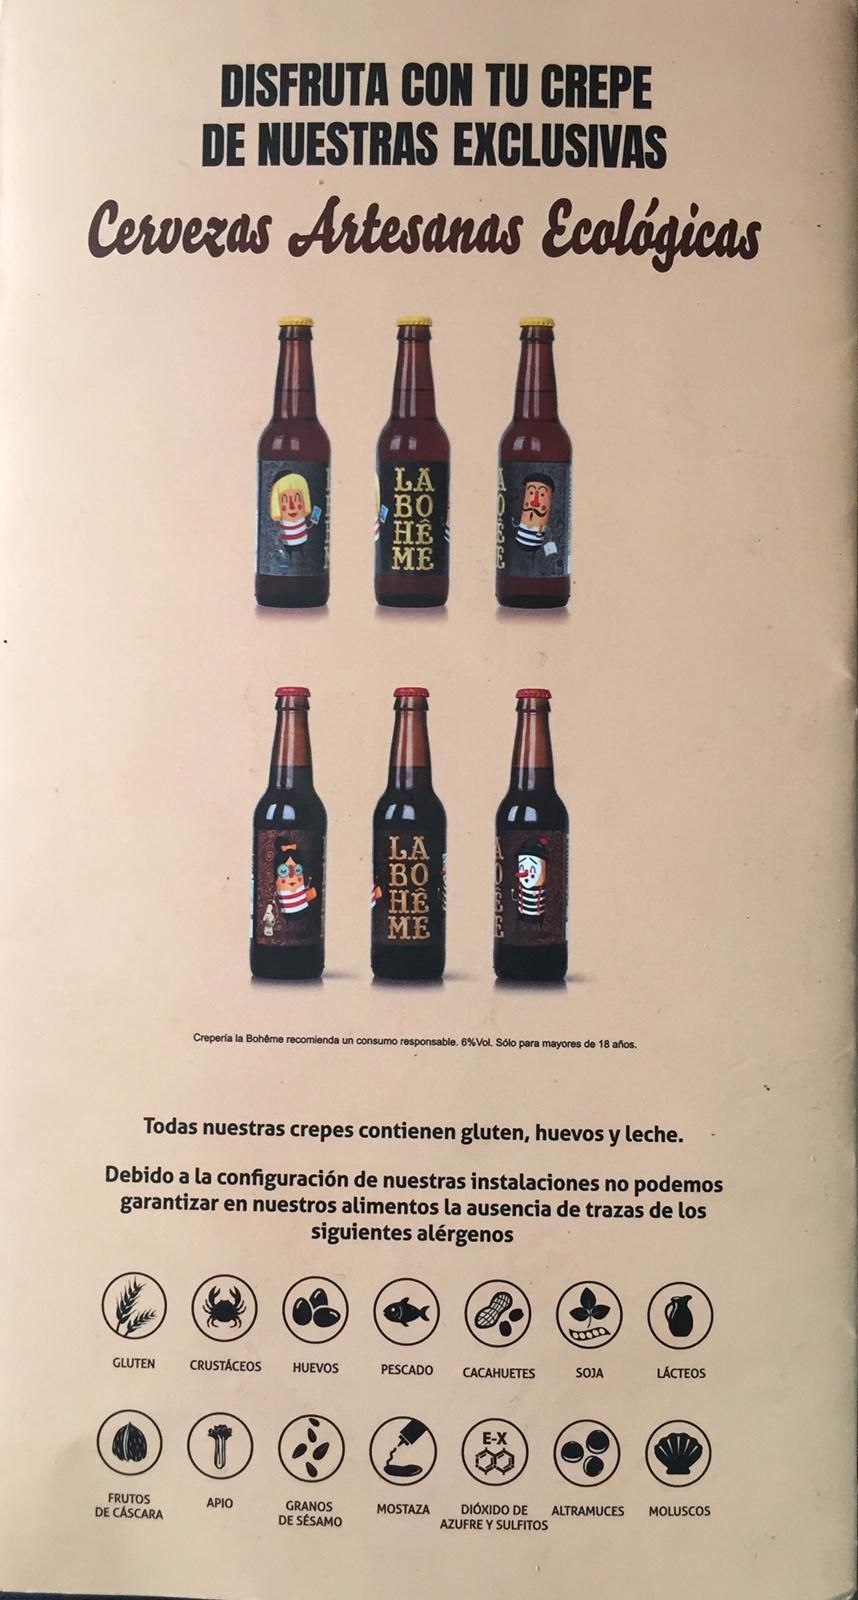 DISFRUTA CON TU CREPE
DE NUESTRAS EXCLUSIVAS
Cervezas Artesanas Ecológicas
LA
BO
HÊ
ME
LA
BO
HÊ
ME
Crepería la Bohême recomienda un consumo responsable. 6%Vol. Sólo para mayores de 18 años.
Todas nuestras crepes contienen gluten, huevos y leche.
Debido a la configuración de nuestras instalaciones no podemos
garantizar en nuestros alimentos la ausencia de trazas de los
siguientes alérgenos
GLUTEN
CRUSTÁCEOS
HUEVOS
PESCADO
CACAHUETES
SOJA
LÁCTEOS
E-X
FRUTOS
DE CÁSCARA
APIO
GRANOS
DE SÉSAMO
MOSTAZA
DIÓXIDO DE
AZUFRE Y SULFITOS
ALTRAMUCES
MOLUSCOS